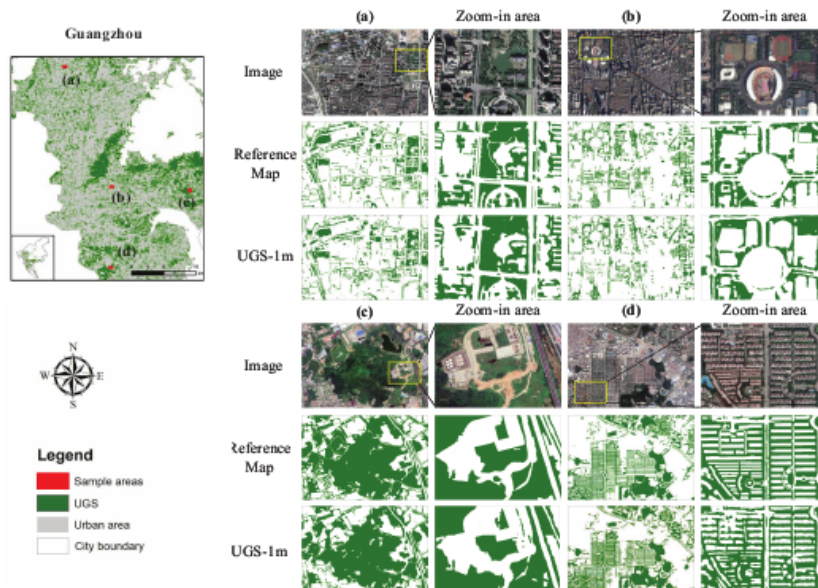 Guangzhou
(a)
(b)
(c)
(d)
N
W E
S
Legend
Sample areas
UGS
Urban area
City boundary
(a) Zoom-in area (b) Zoom-in area
Image
Reference
Map
UGS-1m
(c) Zoom-in area (d) Zoom-in area
Image
Reference
Map
UGS-1m